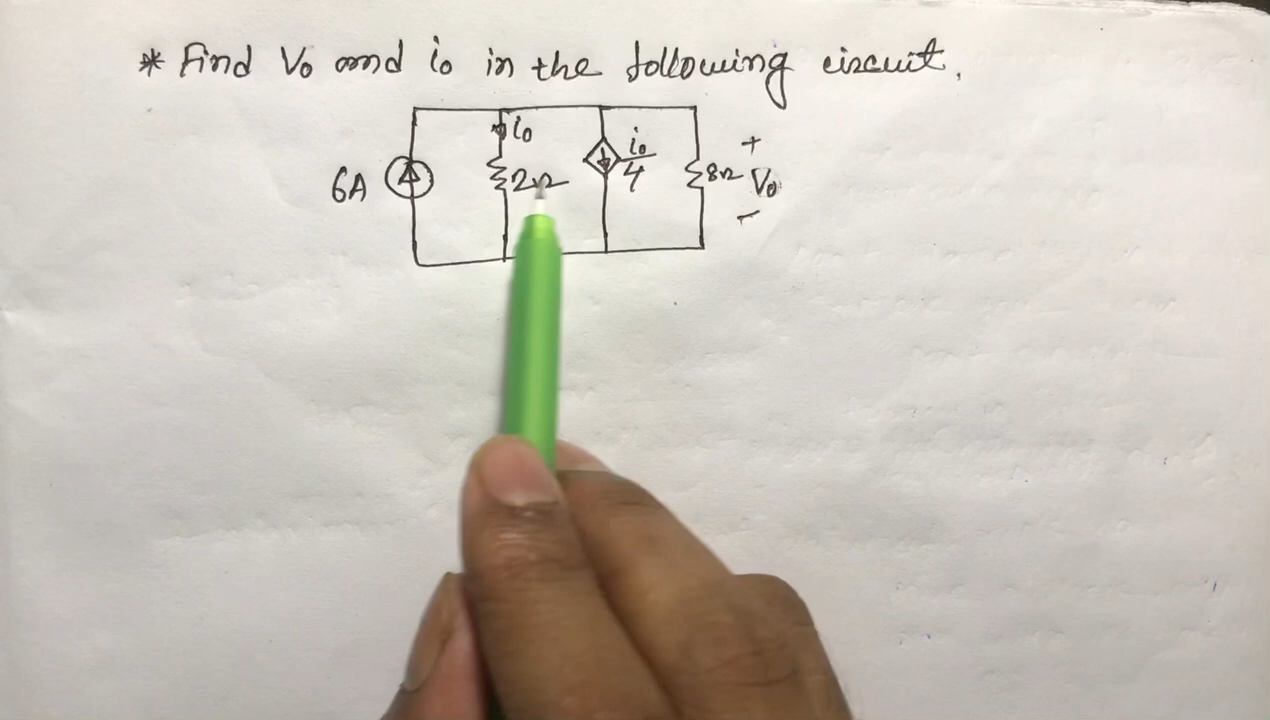 * Find V₀ and i₀ in the following circuit.
i₀
6A
2Ω
i₀/4
8Ω
+
V₀
-